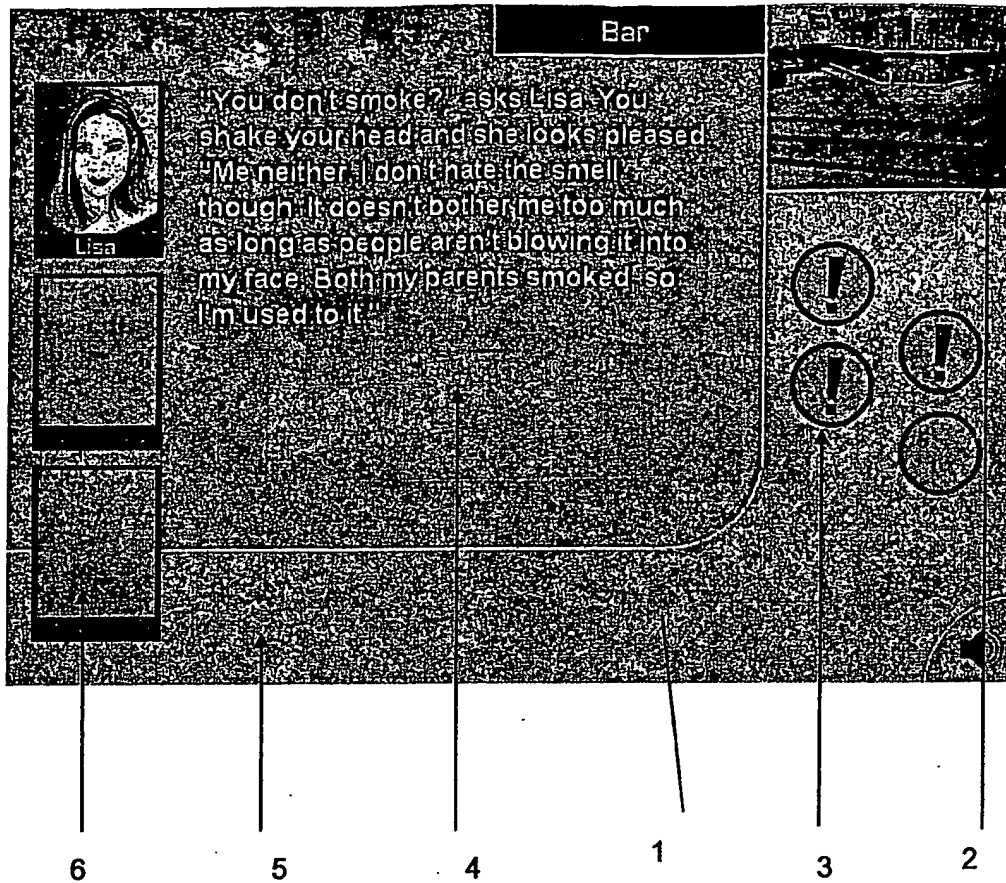 Bar
"You don't smoke?" asks Lisa. You
shake your head and she looks pleased.
"Me neither. I don't hate the smell
though. It doesn't bother me too much
as long as people aren't blowing it into
my face. Both my parents smoked so
I'm used to it"
Lisa
!
!
!
6 5 4 1 3 2